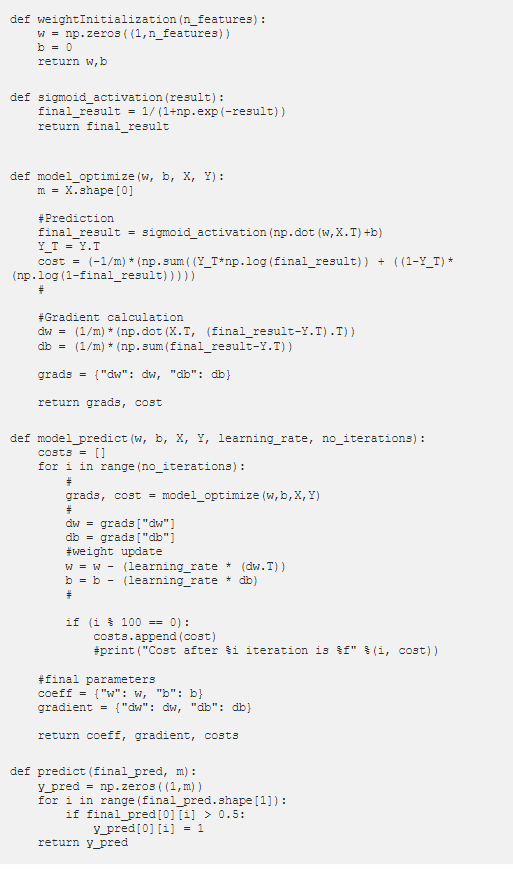 def weightInitialization(n_features):
    w = np.zeros((1,n_features))
    b = 0
    return w,b
def sigmoid_activation(result):
    final_result = 1/(1+np.exp(-result))
    return final_result
def model_optimize(w, b, X, Y):
    m = X.shape[0]
    #Prediction
    final_result = sigmoid_activation(np.dot(w,X.T)+b)
    Y_T = Y.T
    cost = (-1/m)*(np.sum((Y_T*np.log(final_result)) + ((1-Y_T)*
(np.log(1-final_result)))))
    #
    #Gradient calculation
    dw = (1/m)*(np.dot(X.T, (final_result-Y.T).T))
    db = (1/m)*(np.sum(final_result-Y.T))
    grads = {"dw": dw, "db": db}
    return grads, cost
def model_predict(w, b, X, Y, learning_rate, no_iterations):
    costs = []
    for i in range(no_iterations):
        #
        grads, cost = model_optimize(w,b,X,Y)
        #
        dw = grads["dw"]
        db = grads["db"]
        #weight update
        w = w - (learning_rate * (dw.T))
        b = b - (learning_rate * db)
        #
        if (i % 100 == 0):
            costs.append(cost)
            #print("Cost after %i iteration is %f" %(i, cost))
    #final parameters
    coeff = {"w": w, "b": b}
    gradient = {"dw": dw, "db": db}
    return coeff, gradient, costs
def predict(final_pred, m):
    y_pred = np.zeros((1,m))
    for i in range(final_pred.shape[1]):
        if final_pred[0][i] > 0.5:
            y_pred[0][i] = 1
    return y_pred